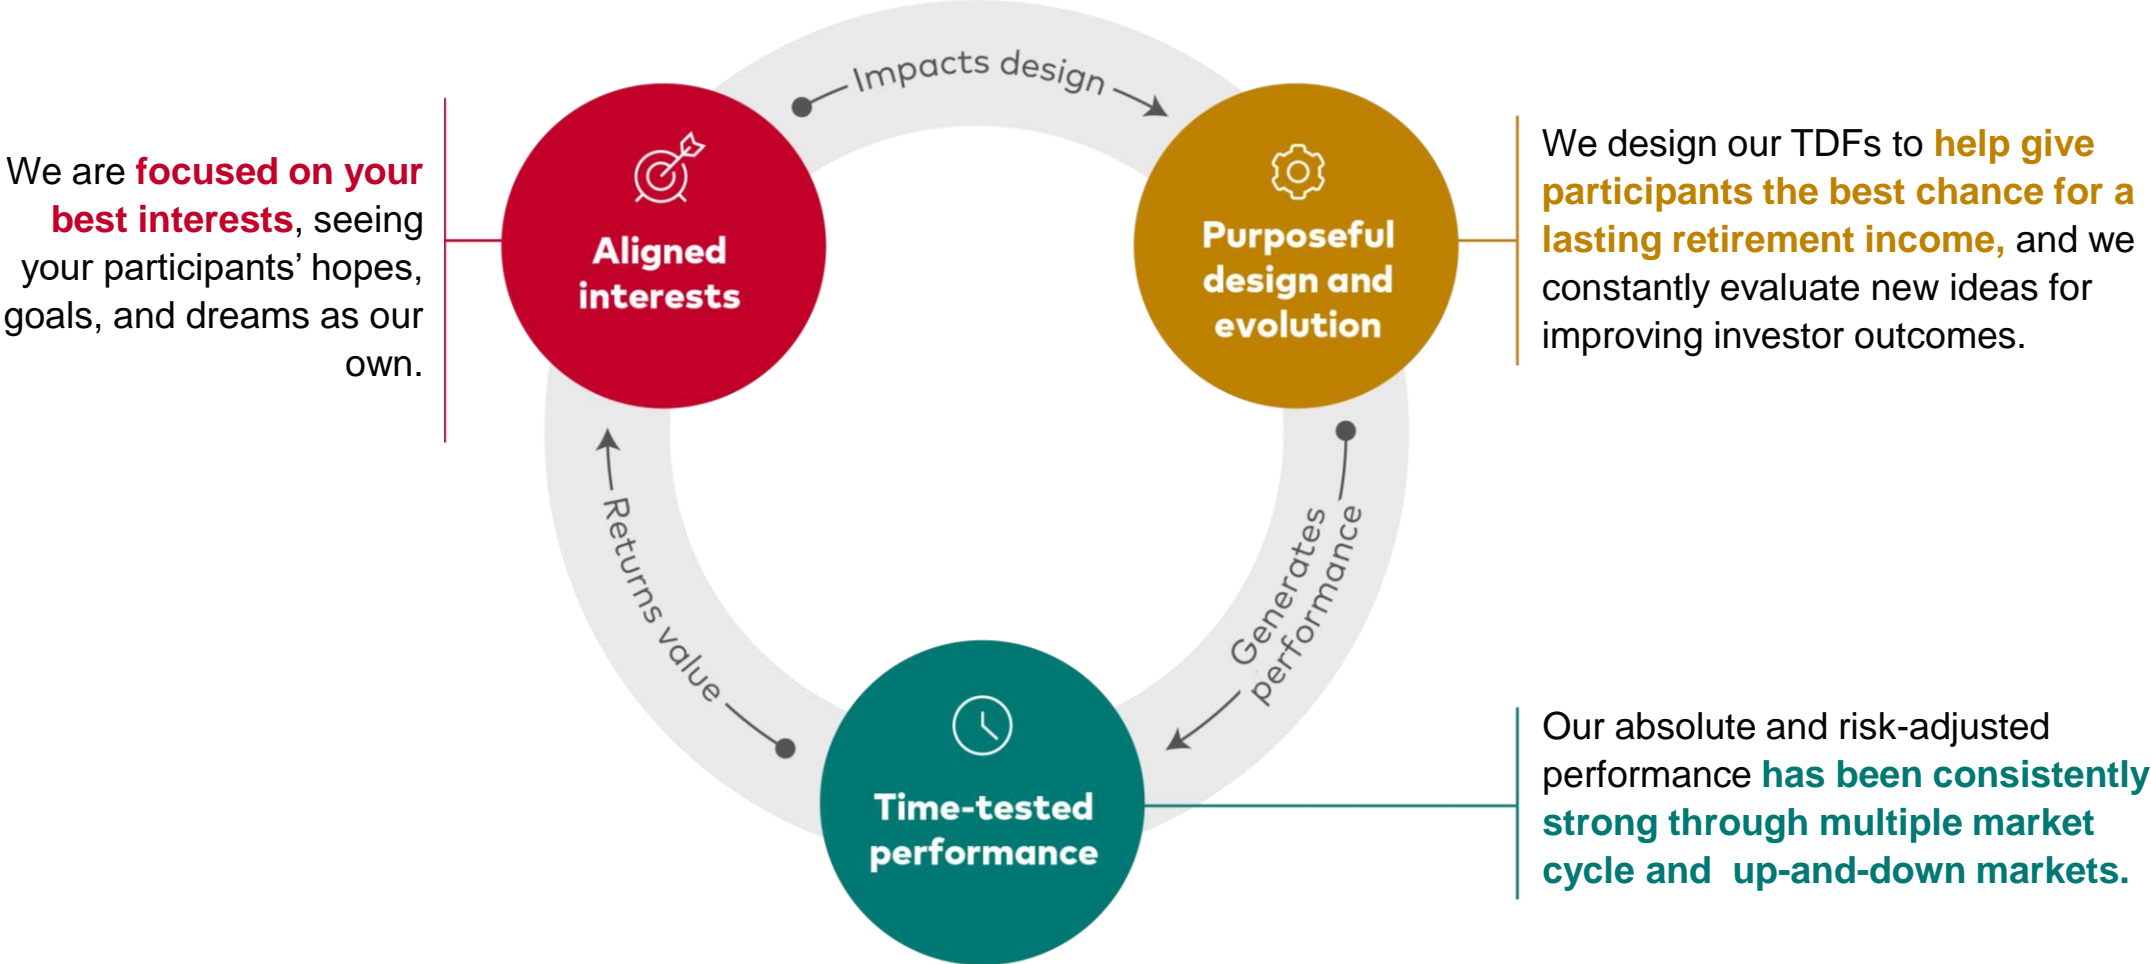 Impacts design
We are focused on your
best interests, seeing
your participants’ hopes,
goals, and dreams as our
own.
Aligned
interests
Purposeful
design and
evolution
We design our TDFs to help give
participants the best chance for a
lasting retirement income, and we
constantly evaluate new ideas for
improving investor outcomes.
Returns value
Generates
performance
Time-tested
performance
Our absolute and risk-adjusted
performance has been consistently
strong through multiple market
cycle and  up-and-down markets.